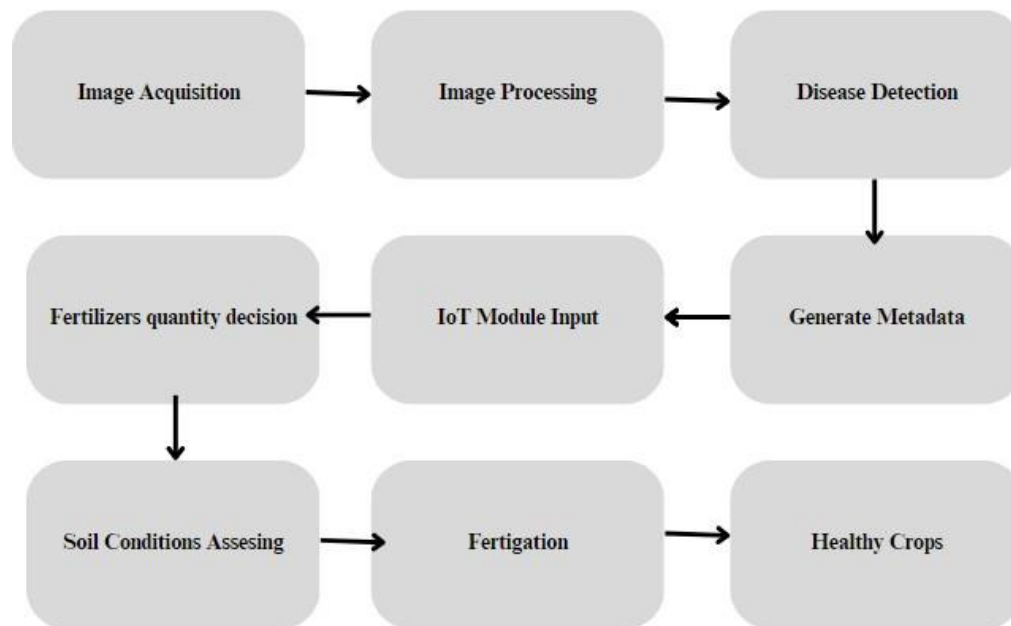 Image Acquisition
Image Processing
Disease Detection
Generate Metadata
IoT Module Input
Fertilizers quantity decision
Soil Conditions Assesing
Fertigation
Healthy Crops